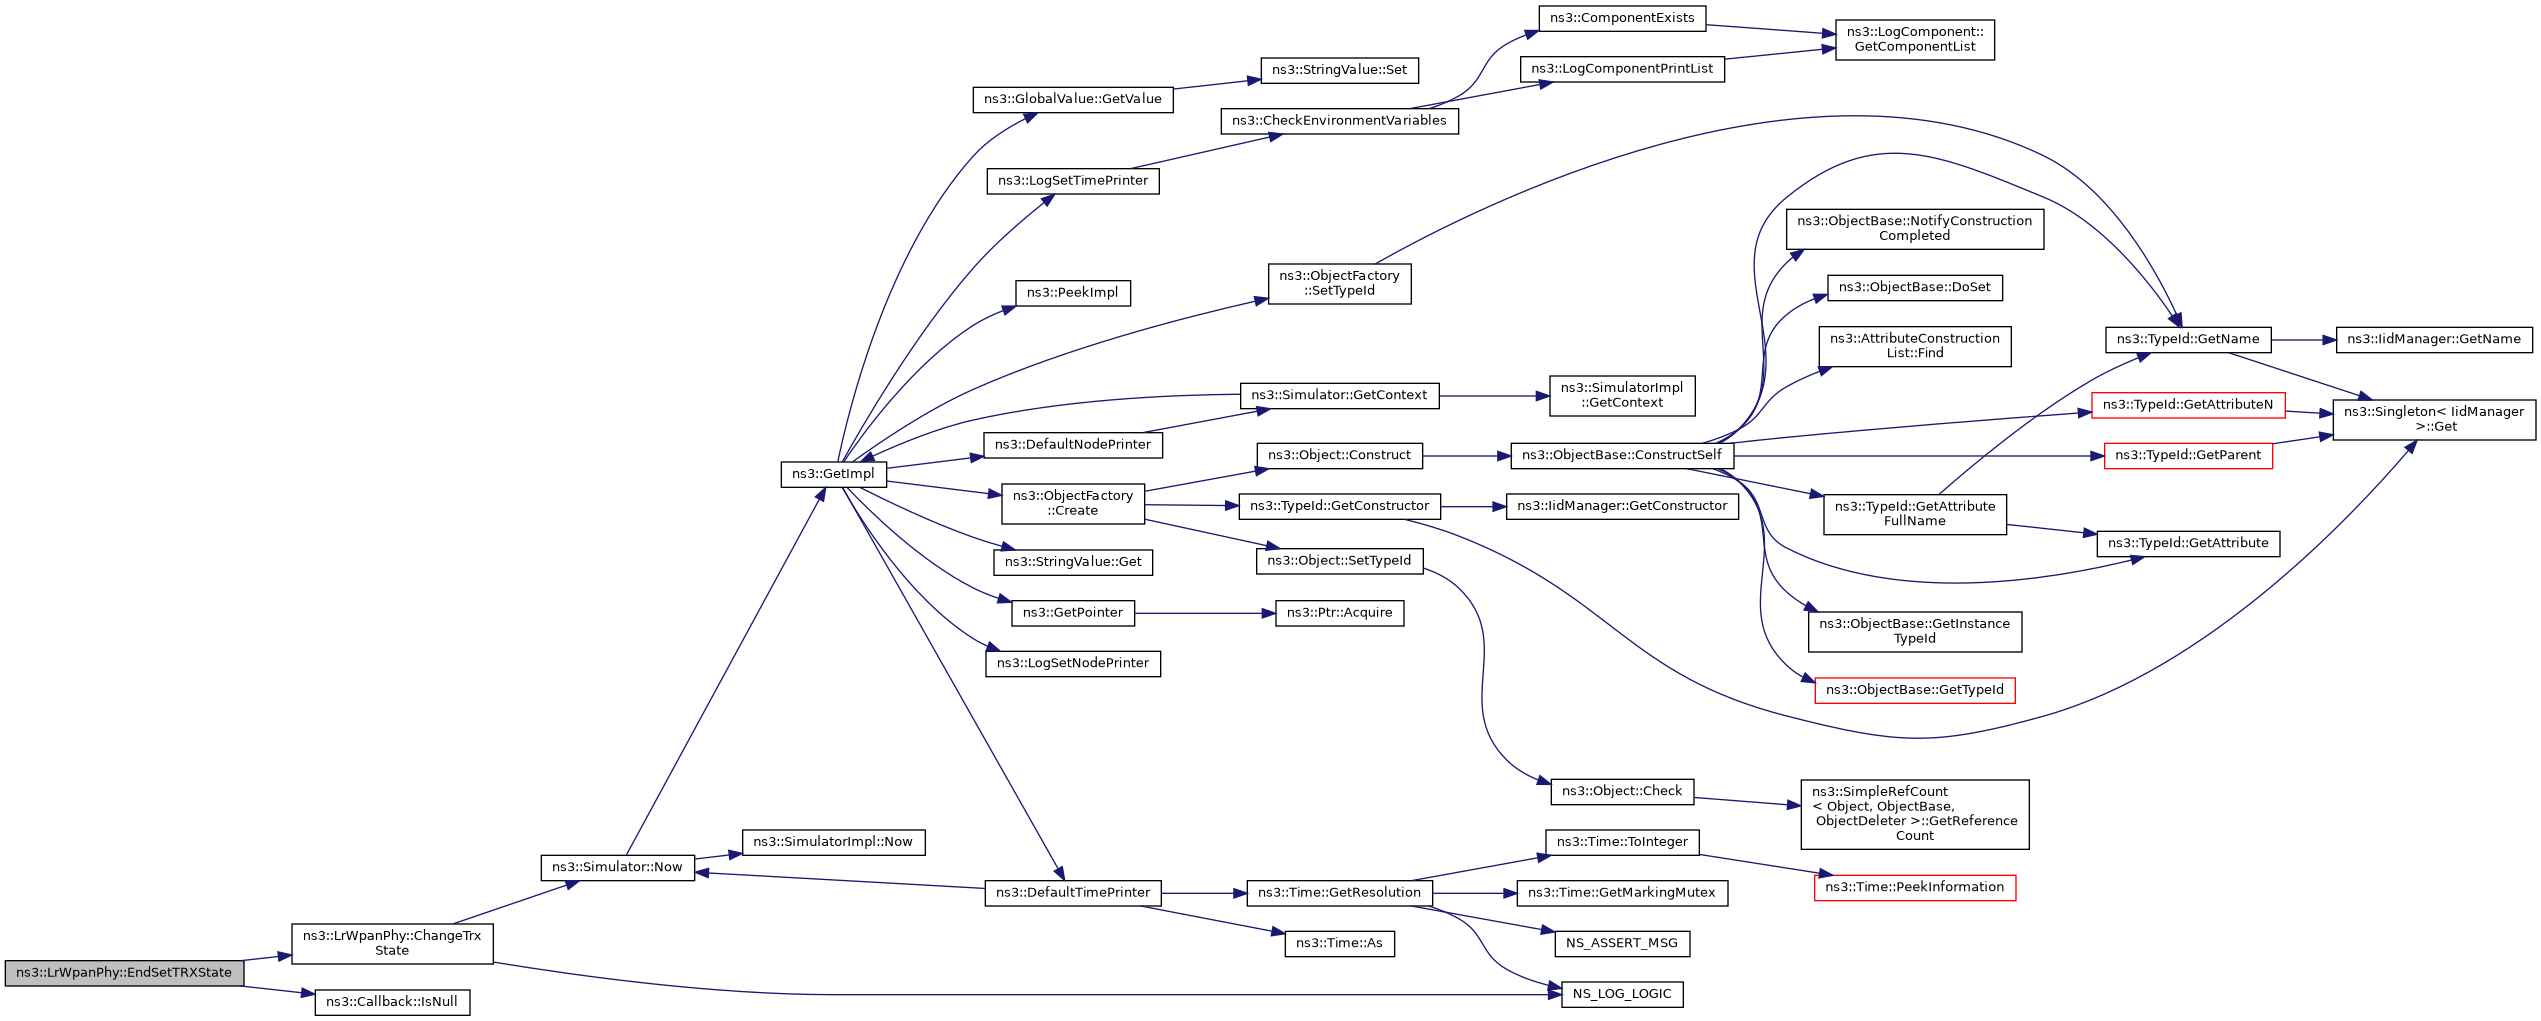 ns3::ComponentExists
ns3::LogComponent::
GetComponentList
ns3::StringValue::Set
ns3::LogComponentPrintList
ns3::GlobalValue::GetValue
ns3::CheckEnvironmentVariables
ns3::LogSetTimePrinter
ns3::ObjectBase::NotifyConstruction
Completed
ns3::PeekImpl
ns3::ObjectFactory
::SetTypeId
ns3::ObjectBase::DoSet
ns3::AttributeConstruction
List::Find
ns3::TypeId::GetName
ns3::IidManager::GetName
ns3::Simulator::GetContext
ns3::SimulatorImpl
::GetContext
ns3::TypeId::GetAttributeN
ns3::Singleton< IidManager
>::Get
ns3::DefaultNodePrinter
ns3::Object::Construct
ns3::ObjectBase::ConstructSelf
ns3::TypeId::GetParent
ns3::GetImpl
ns3::ObjectFactory
::Create
ns3::TypeId::GetConstructor
ns3::IidManager::GetConstructor
ns3::TypeId::GetAttribute
FullName
ns3::StringValue::Get
ns3::Object::SetTypeId
ns3::TypeId::GetAttribute
ns3::GetPointer
ns3::Ptr::Acquire
ns3::ObjectBase::GetInstance
TypeId
ns3::LogSetNodePrinter
ns3::ObjectBase::GetTypeId
ns3::Object::Check
ns3::SimpleRefCount
< Object, ObjectBase,
ObjectDeleter >::GetReference
Count
ns3::SimulatorImpl::Now
ns3::Time::ToInteger
ns3::Simulator::Now
ns3::DefaultTimePrinter
ns3::Time::GetResolution
ns3::Time::GetMarkingMutex
ns3::Time::PeekInformation
ns3::LrWpanPhy::ChangeTrx
State
ns3::Time::As
NS_ASSERT_MSG
ns3::LrWpanPhy::EndSetTRXState
ns3::Callback::IsNull
NS_LOG_LOGIC